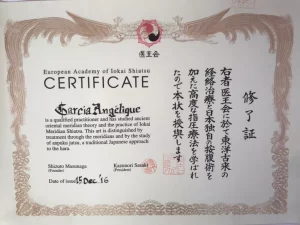 医王会
European Academy of Iokai Shiatsu
CERTIFICATE
Garcia Angélique
is a qualified practitioner and has studied ancient
oriental meridian theory and the practice of Iokai
Meridian Shiatsu. This art is distinguished by
treatment through the meridians and by the study
of anpuku jutsu, a traditional Japanese approach
to the hara.
Shizuto Masunaga
(Founder)
Kazunori Sasaki
(President)
Date of issue 15 Dec. '16
修了証
右者医王会に於て東洋古来の
経絡治療と日本独自の按腹術を
加えた高度な指圧療法を学ばれ
たので本状を授與します